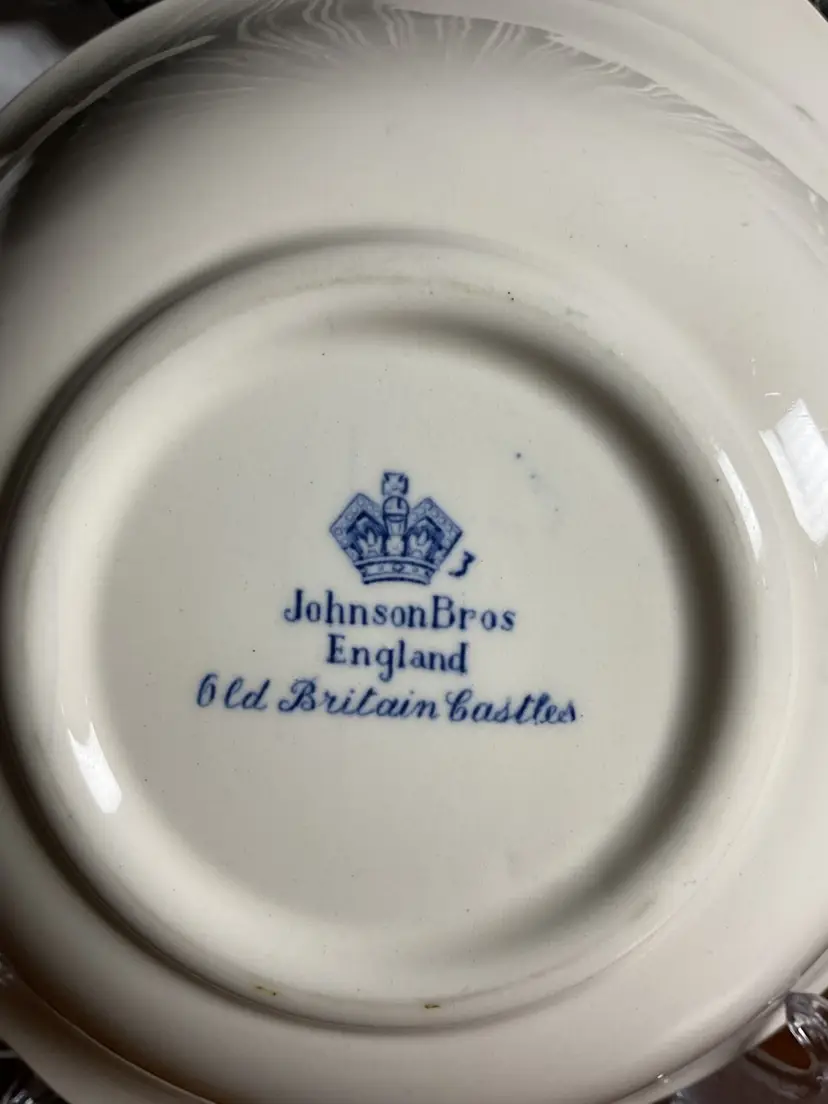 3
JohnsonBros
England
Old Britain Castles